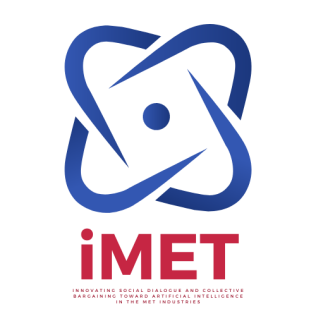 iMET
INNOVATING SOCIAL DIALOGUE AND COLLECTIVE
BARGAINING TOWARD ARTIFICIAL INTELLIGENCE
IN THE MET INDUSTRIES